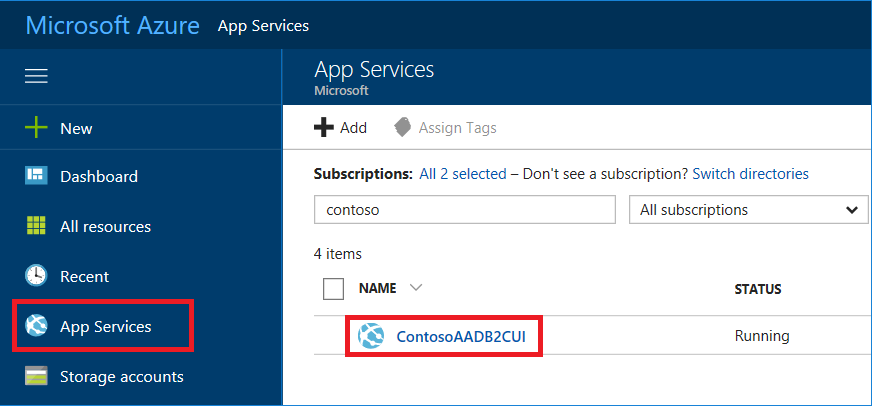 Microsoft Azure App Services
App Services
Microsoft
New
Add Assign Tags
Dashboard
Subscriptions: All 2 selected – Don't see a subscription? Switch directories
contoso All subscriptions
All resources
4 items
Recent
NAME STATUS
App Services
ContosoAADB2CUI Running
Storage accounts